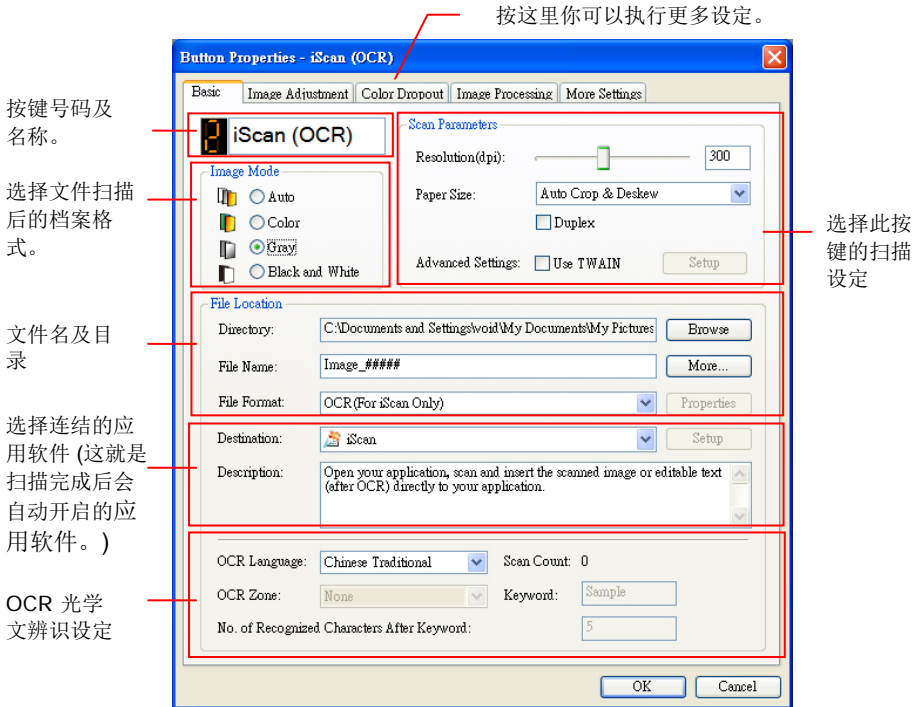 按这里你可以执行更多设定。
Button Properties - iScan (OCR)
Basic Image Adjustment Color Dropout Image Processing More Settings
按键号码及
名称。
2 iScan (OCR)
选择文件扫描
后的档案格
式。
Image Mode
Auto
Color
Gray
Black and White
Scan Parameters
Resolution(dpi): 300
Paper Size: Auto Crop & Deskew
Duplex
Advanced Settings: Use TWAIN Setup
选择此按
键的扫描
设定
文件名及目
录
File Location
Directory: C:\Documents and Settings\void\My Documents\My Pictures Browse
File Name: Image_##### More...
File Format: OCR(For iScan Only) Properties
选择连结的应
用软件 (这就是
扫描完成后会
自动开启的应
用软件。)
Destination: iScan Setup
Description: Open your application, scan and insert the scanned image or editable text
(after OCR) directly to your application.
OCR 光学
文辨识设定
OCR Language: Chinese Traditional Scan Count: 0
OCR Zone: None Keyword: Sample
No. of Recognized Characters After Keyword: 5
OK Cancel